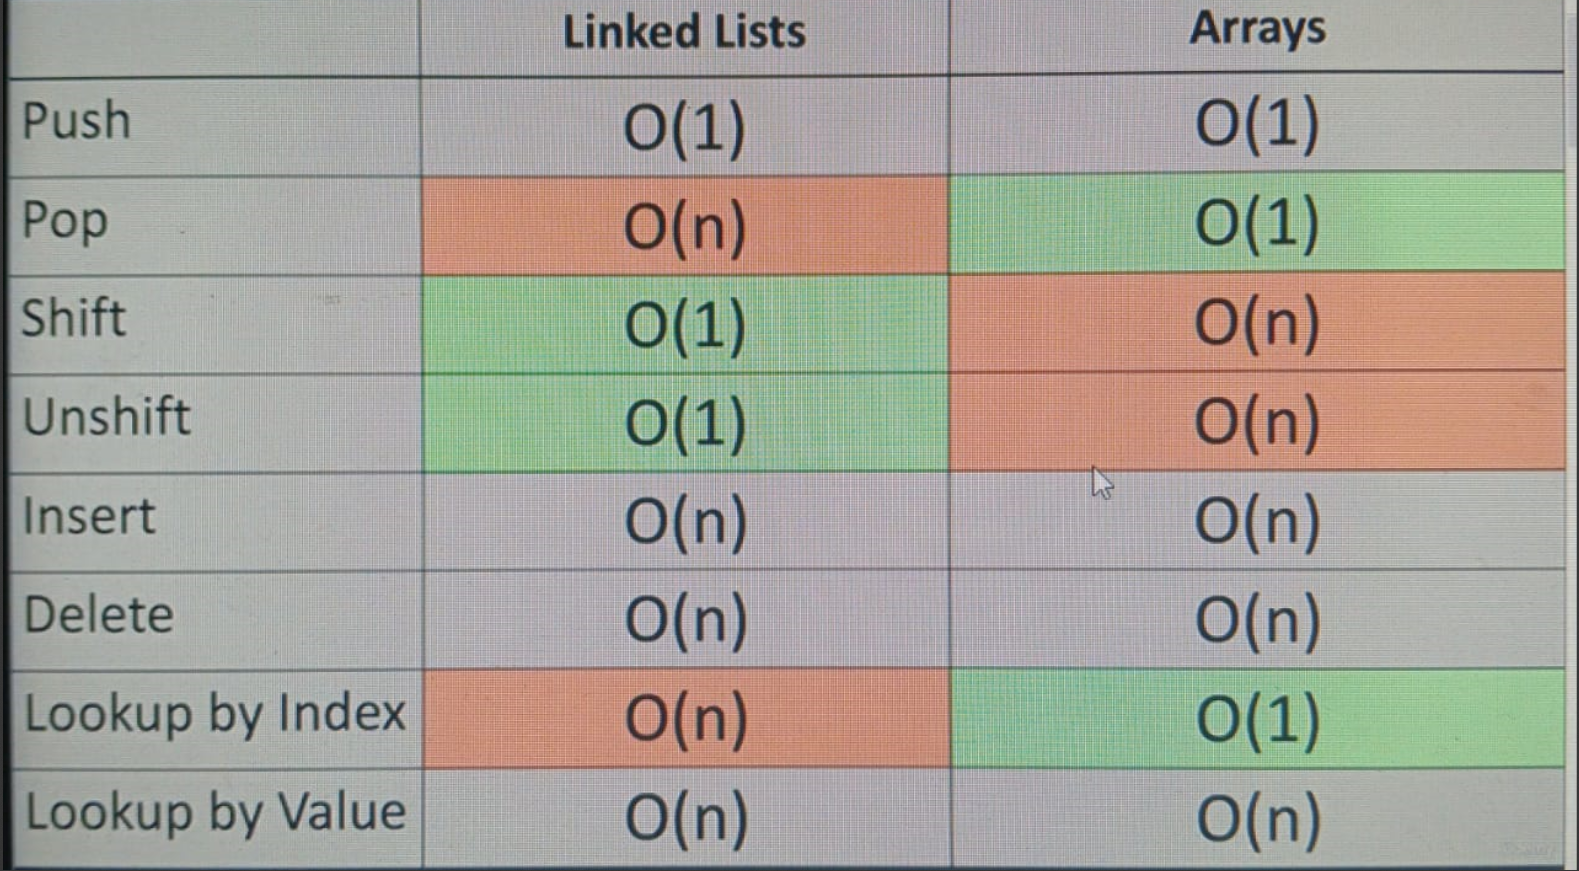 Linked Lists Arrays
Push O(1) O(1)
Pop O(n) O(1)
Shift O(1) O(n)
Unshift O(1) O(n)
Insert O(n) O(n)
Delete O(n) O(n)
Lookup by Index O(n) O(1)
Lookup by Value O(n) O(n)